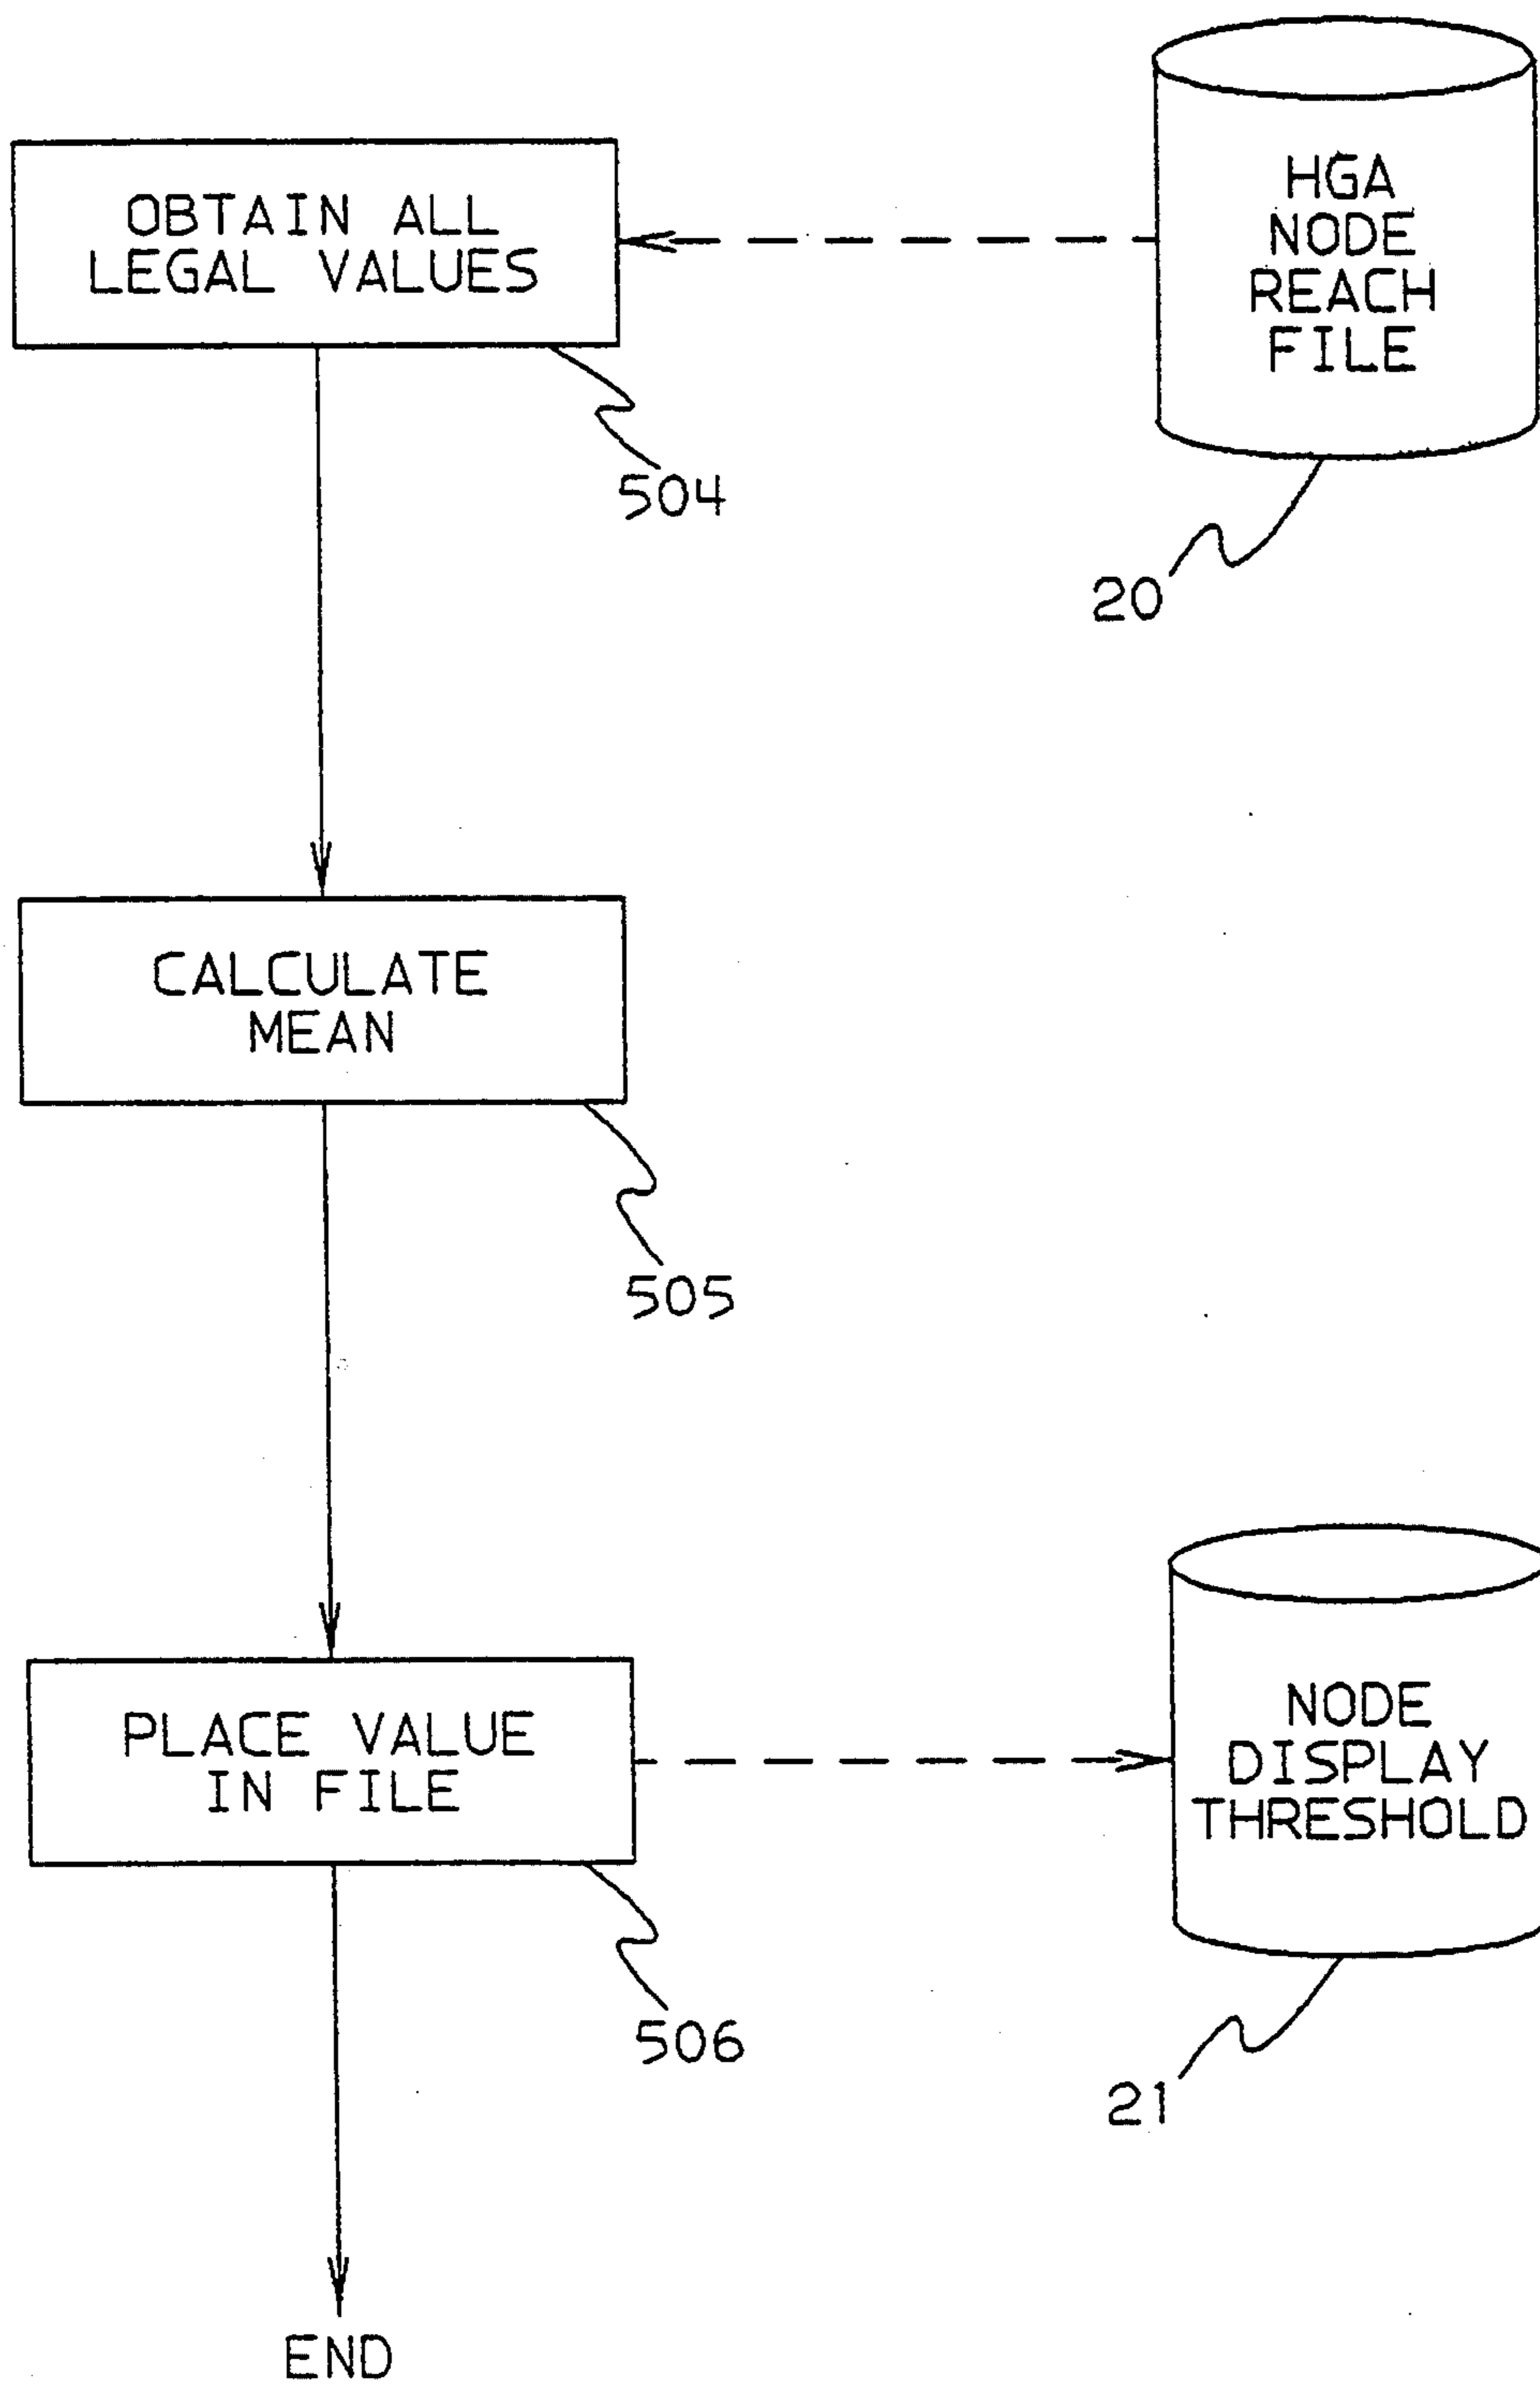 OBTAIN ALL
LEGAL VALUES
504
HGA
NODE
REACH
FILE
20
CALCULATE
MEAN
505
PLACE VALUE
IN FILE
506
NODE
DISPLAY
THRESHOLD
21
END